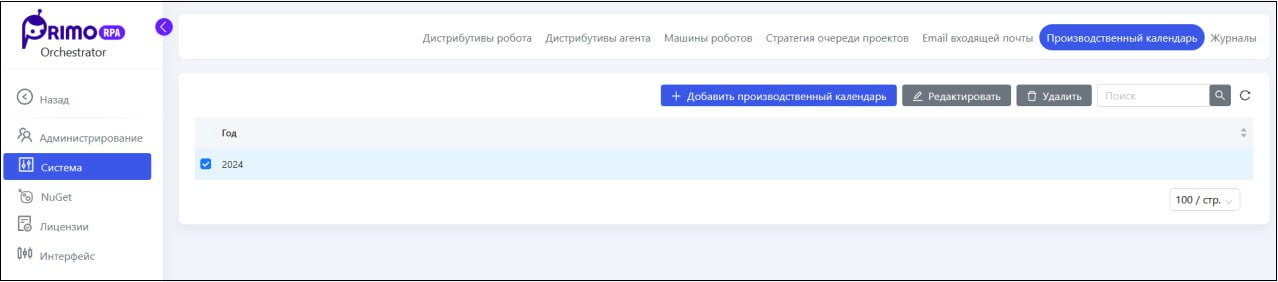 PRIMO RPA
Orchestrator
Назад
Администрирование
Система
NuGet
Лицензии
Интерфейс
Дистрибутивы робота Дистрибутивы агента Машины роботов Стратегия очереди проектов Email входящей почты Производственный календарь Журналы
+ Добавить производственный календарь Редактировать Удалить Поиск
Год
2024
100 / стр.